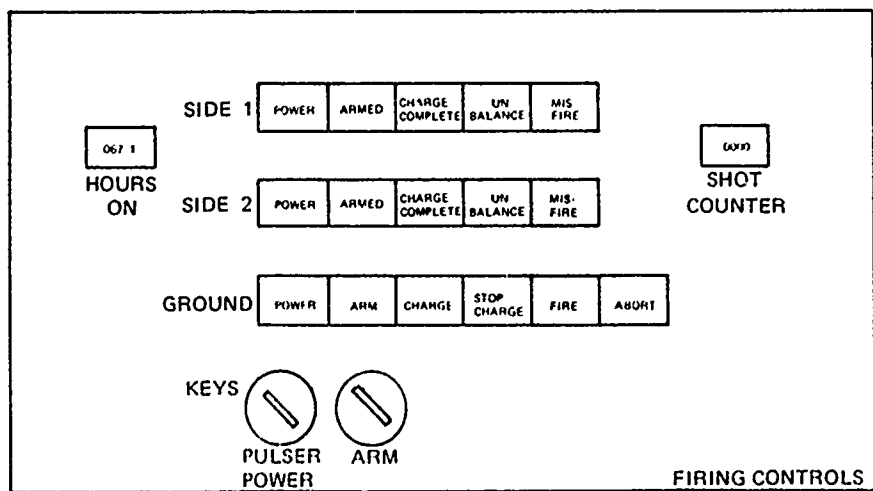 SIDE 1 POWER ARMED CHARGE COMPLETE UN BALANCE MIS FIRE
067 1
HOURS ON
SHOT COUNTER
SIDE 2 POWER ARMED CHARGE COMPLETE UN BALANCE MIS- FIRE
GROUND POWER ARM CHARGE STOP CHARGE FIRE ABORT
KEYS
PULSER POWER
ARM
FIRING CONTROLS